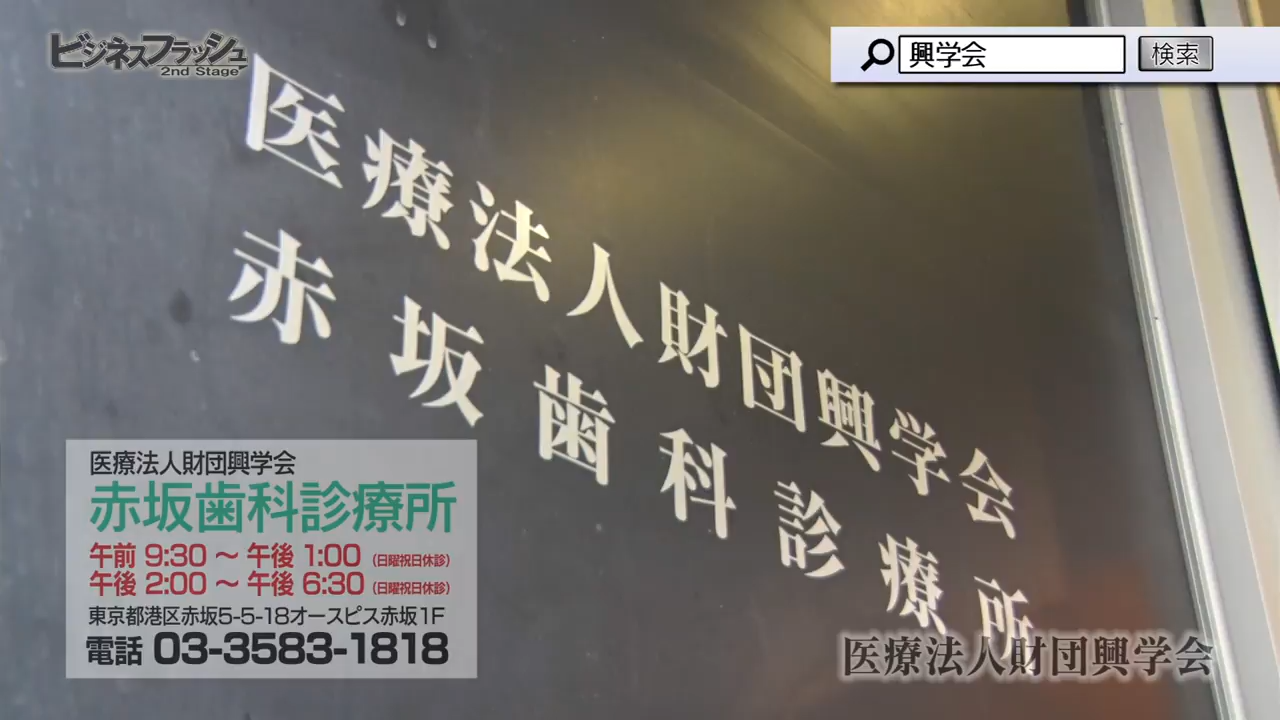 ビジネスフラッシュ
2nd Stage
興学会
検索
医療法人財団興学会
赤坂歯科診療所
医療法人財団興学会
赤坂歯科診療所
午前 9:30 ~ 午後 1:00 (日曜祝日休診)
午後 2:00 ~ 午後 6:30 (日曜祝日休診)
東京都港区赤坂5-5-18オースピス赤坂1F
電話 03-3583-1818
医療法人財団興学会